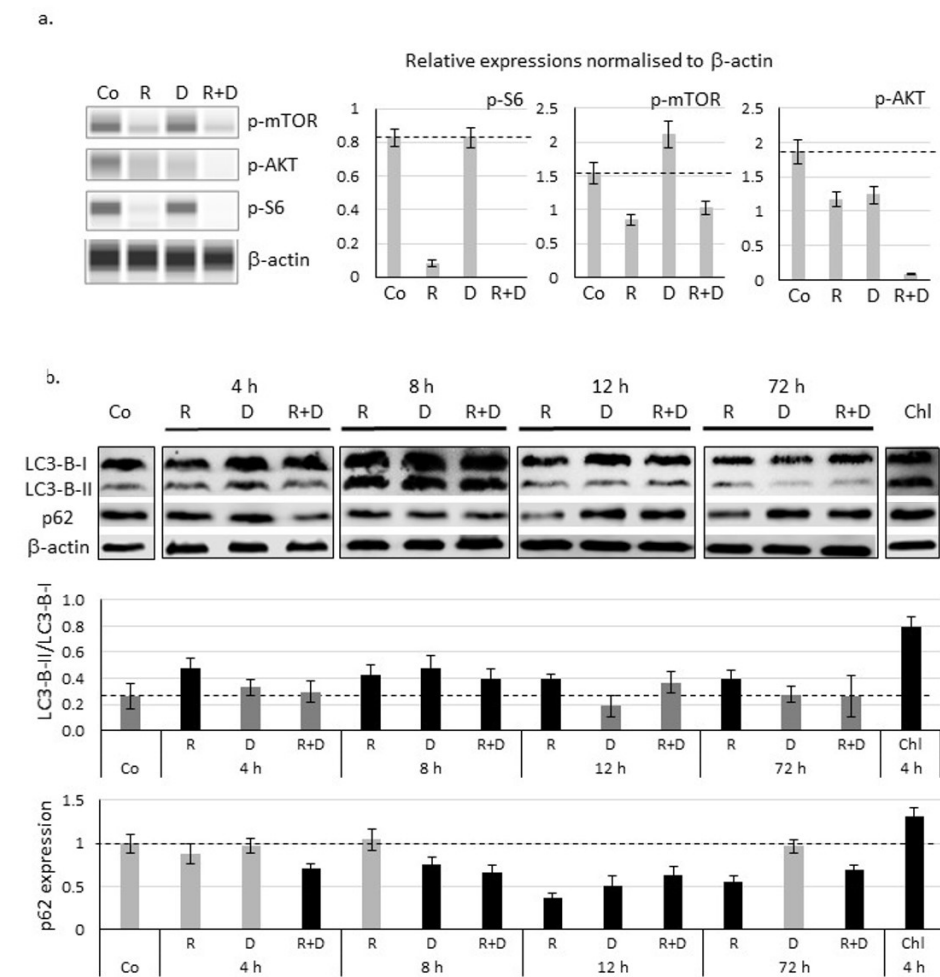 a.
Relative expressions normalised to β-actin
Co R D R+D
p-mTOR
p-AKT
p-S6
β-actin
p-S6
1
0.8
0.6
0.4
0.2
0
Co R D R+D
p-mTOR
2.5
2
1.5
1
0.5
0
Co R D R+D
p-AKT
2.5
2
1.5
1
0.5
0
Co R D R+D
b.
4 h 8 h 12 h 72 h
Co R D R+D R D R+D R D R+D R D R+D Chl
LC3-B-I
LC3-B-II
p62
β-actin
LC3-B-II/LC3-B-I
1.0
0.8
0.6
0.4
0.2
0.0
R D R+D R D R+D R D R+D R D R+D Chl
Co 4 h 8 h 12 h 72 h 4 h
p62 expression
1.5
1
0.5
0
R D R+D R D R+D R D R+D R D R+D Chl
Co 4 h 8 h 12 h 72 h 4 h